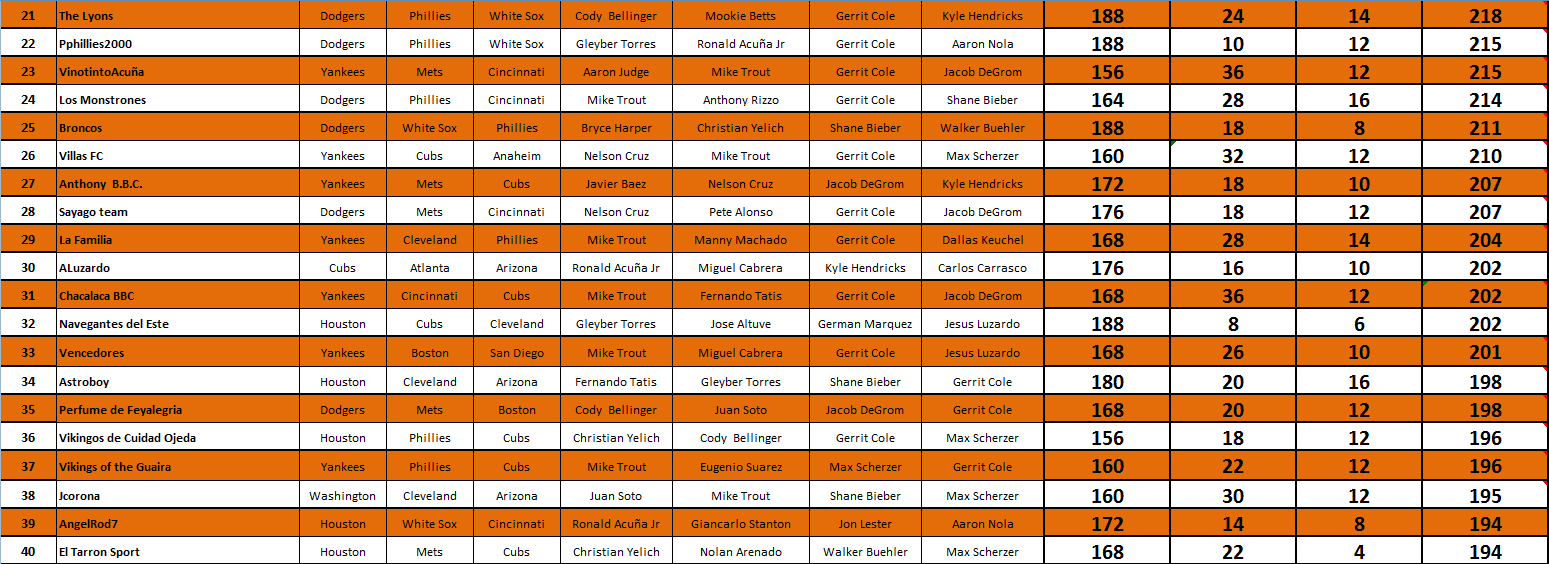 21 The Lyons Dodgers Phillies White Sox Cody  Bellinger Mookie Betts Gerrit Cole Kyle Hendricks 188 24 14 218
22 Pphillies2000 Dodgers Phillies White Sox Gleyber Torres Ronald Acuña Jr Gerrit Cole Aaron Nola 188 10 12 215
23 VinotintoAcuña Yankees Mets Cincinnati Aaron Judge Mike Trout Gerrit Cole Jacob DeGrom 156 36 12 215
24 Los Monstrones Dodgers Phillies Cincinnati Mike Trout Anthony Rizzo Gerrit Cole Shane Bieber 164 28 16 214
25 Broncos Dodgers White Sox Phillies Bryce Harper Christian Yelich Shane Bieber Walker Buehler 188 18 8 211
26 Villas FC Yankees Cubs Anaheim Nelson Cruz Mike Trout Gerrit Cole Max Scherzer 160 32 12 210
27 Anthony  B.B.C. Yankees Mets Cubs Javier Baez Nelson Cruz Jacob DeGrom Kyle Hendricks 172 18 10 207
28 Sayago team Dodgers Mets Cincinnati Nelson Cruz Pete Alonso Gerrit Cole Jacob DeGrom 176 18 12 207
29 La Familia Yankees Cleveland Phillies Mike Trout Manny Machado Gerrit Cole Dallas Keuchel 168 28 14 204
30 ALuzardo Cubs Atlanta Arizona Ronald Acuña Jr Miguel Cabrera Kyle Hendricks Carlos Carrasco 176 16 10 202
31 Chacalaca BBC Yankees Cincinnati Cubs Mike Trout Fernando Tatis Gerrit Cole Jacob DeGrom 168 36 12 202
32 Navegantes del Este Houston Cubs Cleveland Gleyber Torres Jose Altuve German Marquez Jesus Luzardo 188 8 6 202
33 Vencedores Yankees Boston San Diego Mike Trout Miguel Cabrera Gerrit Cole Jesus Luzardo 168 26 10 201
34 Astroboy Houston Cleveland Arizona Fernando Tatis Gleyber Torres Shane Bieber Gerrit Cole 180 20 16 198
35 Perfume de Feyalegria Dodgers Mets Boston Cody  Bellinger Juan Soto Jacob DeGrom Gerrit Cole 168 20 12 198
36 Vikingos de Cuidad Ojeda Houston Phillies Cubs Christian Yelich Cody  Bellinger Gerrit Cole Max Scherzer 156 18 12 196
37 Vikings of the Guaira Yankees Phillies Cubs Mike Trout Eugenio Suarez Max Scherzer Gerrit Cole 160 22 12 196
38 Jcorona Washington Cleveland Arizona Juan Soto Mike Trout Shane Bieber Max Scherzer 160 30 12 195
39 AngelRod7 Houston White Sox Cincinnati Ronald Acuña Jr Giancarlo Stanton Jon Lester Aaron Nola 172 14 8 194
40 El Tarron Sport Houston Mets Cubs Christian Yelich Nolan Arenado Walker Buehler Max Scherzer 168 22 4 194